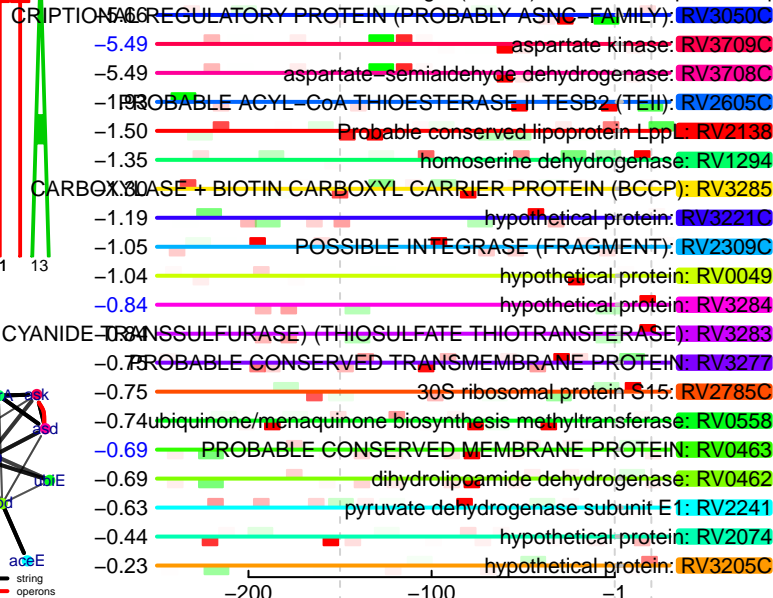 CRIPTIONAL REGULATORY PROTEIN (PROBABLY ASNC−FAMILY): RV3050C
−5.66
−5.49 aspartate kinase: RV3709C
−5.49 aspartate−semialdehyde dehydrogenase: RV3708C
−1.93 PROBABLE ACYL−CoA THIOESTERASE II TESB2 (TEII): RV2605C
−1.50 Probable conserved lipoprotein LppL: RV2138
−1.35 homoserine dehydrogenase: RV1294
−1.30 CARBOXYLASE + BIOTIN CARBOXYL CARRIER PROTEIN (BCCP): RV3285
−1.19 hypothetical protein: RV3221C
−1.05 POSSIBLE INTEGRASE (FRAGMENT): RV2309C
1 13
−1.04 hypothetical protein: RV0049
−0.84 hypothetical protein: RV3284
−0.84 CYANIDE−TRANSSULFURASE) (THIOSULFATE THIOTRANSFERASE): RV3283
−0.75 PROBABLE CONSERVED TRANSMEMBRANE PROTEIN: RV3277
−0.75 30S ribosomal protein S15: RV2785C
A ask
−0.74 ubiquinone/menaquinone biosynthesis methyltransferase: RV0558
asd
−0.69 PROBABLE CONSERVED MEMBRANE PROTEIN: RV0463
−0.69 dihydrolipoamide dehydrogenase: RV0462
ubiE
−0.63 pyruvate dehydrogenase subunit E1: RV2241
d
−0.44 hypothetical protein: RV2074
aceE
−0.23 hypothetical protein: RV3205C
string
operons
−200 −100 −1